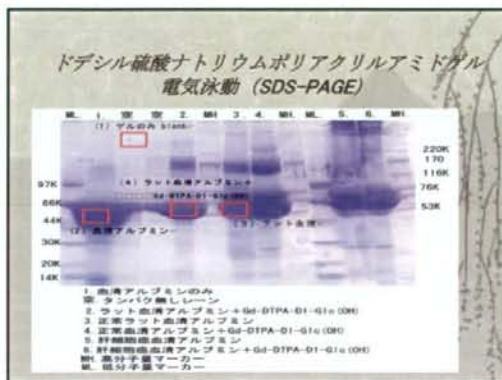 ドデシル硫酸ナトリウムポリアクリルアミドゲル
電気泳動 (SDS-PAGE)
ML. 1. 空 空 2. MH 3. 4. MH. ML. 5. 6. MH.
(1) ゲルのみ blank
220K
170
116K
97K
(4) ラット血清アルブミン+
76K
66K
Gd-DTPA-D1-Glc(OH)
53K
44K
(2) 血清アルブミン
30K
20K
14K
1. 血清アルブミンのみ
空. タンパク無しレーン
2. ラット血清アルブミン+Gd-DTPA-D1-Glc(OH)
3. 正常ラット血清アルブミン
4. 正常血清アルブミン+Gd-DTPA-D1-Glc(OH)
5. 肝細胞癌血清アルブミン
6. 肝細胞癌血清アルブミン+Gd-DTPA-D1-Glc(OH)
MH. 高分子量マーカー
ML. 低分子量マーカー